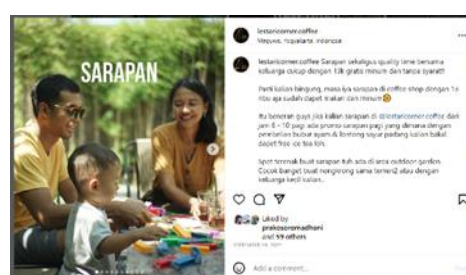 SARAPAN
lestaricorner.coffee
Meguwo, Yogyakarta, Indonesia
lestaricorner.coffee Sarapan sekaligus quality time bersama
keluarga cukup dengan 13k gratis minum dan tanpa syarat!!
Pasti kalian bingung, masa iya sarapan di coffee shop dengan 13
ribu aja sudah dapet makan dan minum
Itu beneran guys jika kalian sarapan di @lestaricorner.coffee dari
jam 6 - 10 pagi ada promo sarapan pagi yang dimana dengan
pembelian bubur ayam & lontong sayur padang kalian bakal
dapet free ice tea loh.
Spot terenak buat sarapan tuh ada di area outdoor garden.
Cocok banget buat nongkrong sama temen2 atau dengan
keluarga kecil kalian..
Liked by
prakosoramadhani
and 59 others
Add a comment...